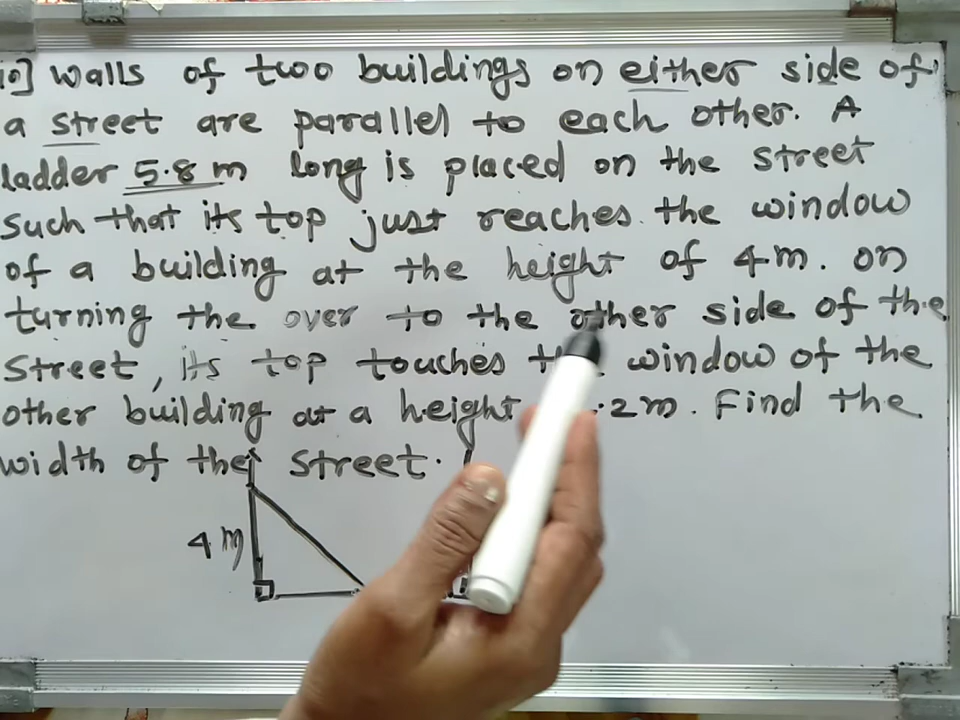 10] Walls of two buildings on either side of
a street are parallel to each other. A
ladder 5.8 m long is placed on the street
such that its top just reaches the window
of a building at the height of 4m. on
turning the over to the other side of the
street, its top touches window of the
other building at a height .2m. Find the
width of the street.
4 m